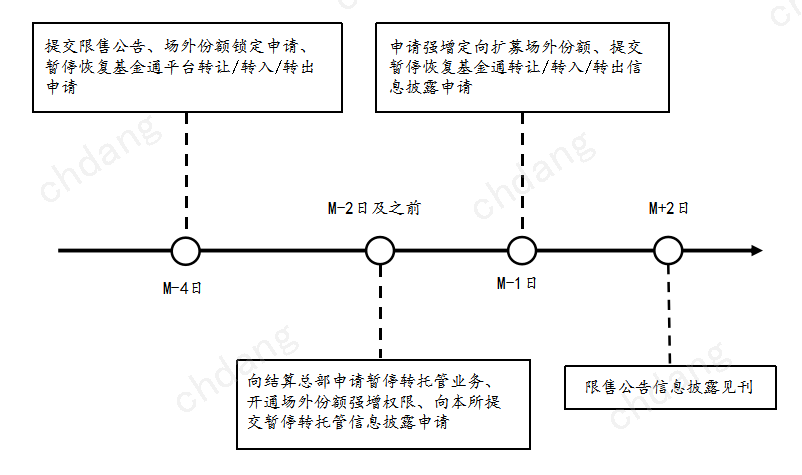 提交限售公告、场外份额锁定申请、
暂停恢复基金通平台转让/转入/转出
申请
申请强增定向扩募场外份额、提交
暂停恢复基金通转让/转入/转出信
息披露申请
M-2日及之前
M+2日
M-4日
M-1日
向结算总部申请暂停转托管业务、
开通场外份额强增权限、向本所提
交暂停转托管信息披露申请
限售公告信息披露见刊
chdang
chdang
chdang
chdang